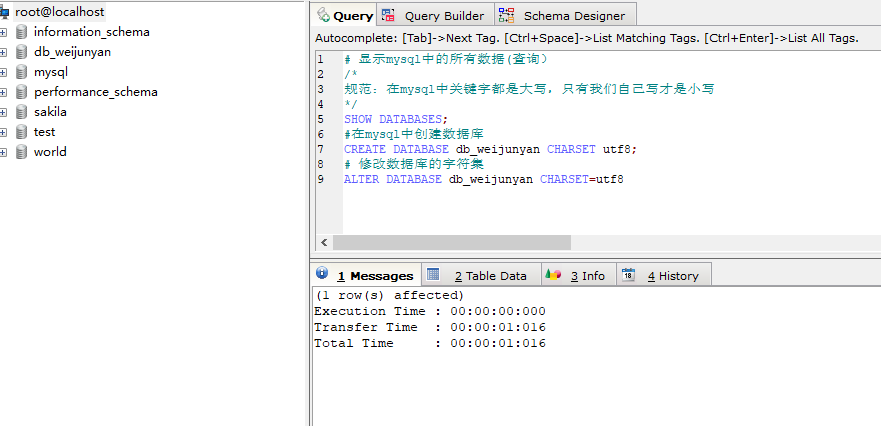 root@localhost
information_schema
db_weijunyan
mysql
performance_schema
sakila
test
world
Query
Query Builder
Schema Designer
Autocomplete: [Tab]->Next Tag. [Ctrl+Space]->List Matching Tags. [Ctrl+Enter]->List All Tags.
1 # 显示mysql中的所有数据(查询)
2 /*
3 规范：在mysql中关键字都是大写，只有我们自己写才是小写
4 */
5 SHOW DATABASES;
6 #在mysql中创建数据库
7 CREATE DATABASE db_weijunyan CHARSET utf8;
8 # 修改数据库的字符集
9 ALTER DATABASE db_weijunyan CHARSET=utf8
1 Messages
2 Table Data
3 Info
18
4 History
(1 row(s) affected)
Execution Time : 00:00:00:000
Transfer Time : 00:00:01:016
Total Time : 00:00:01:016